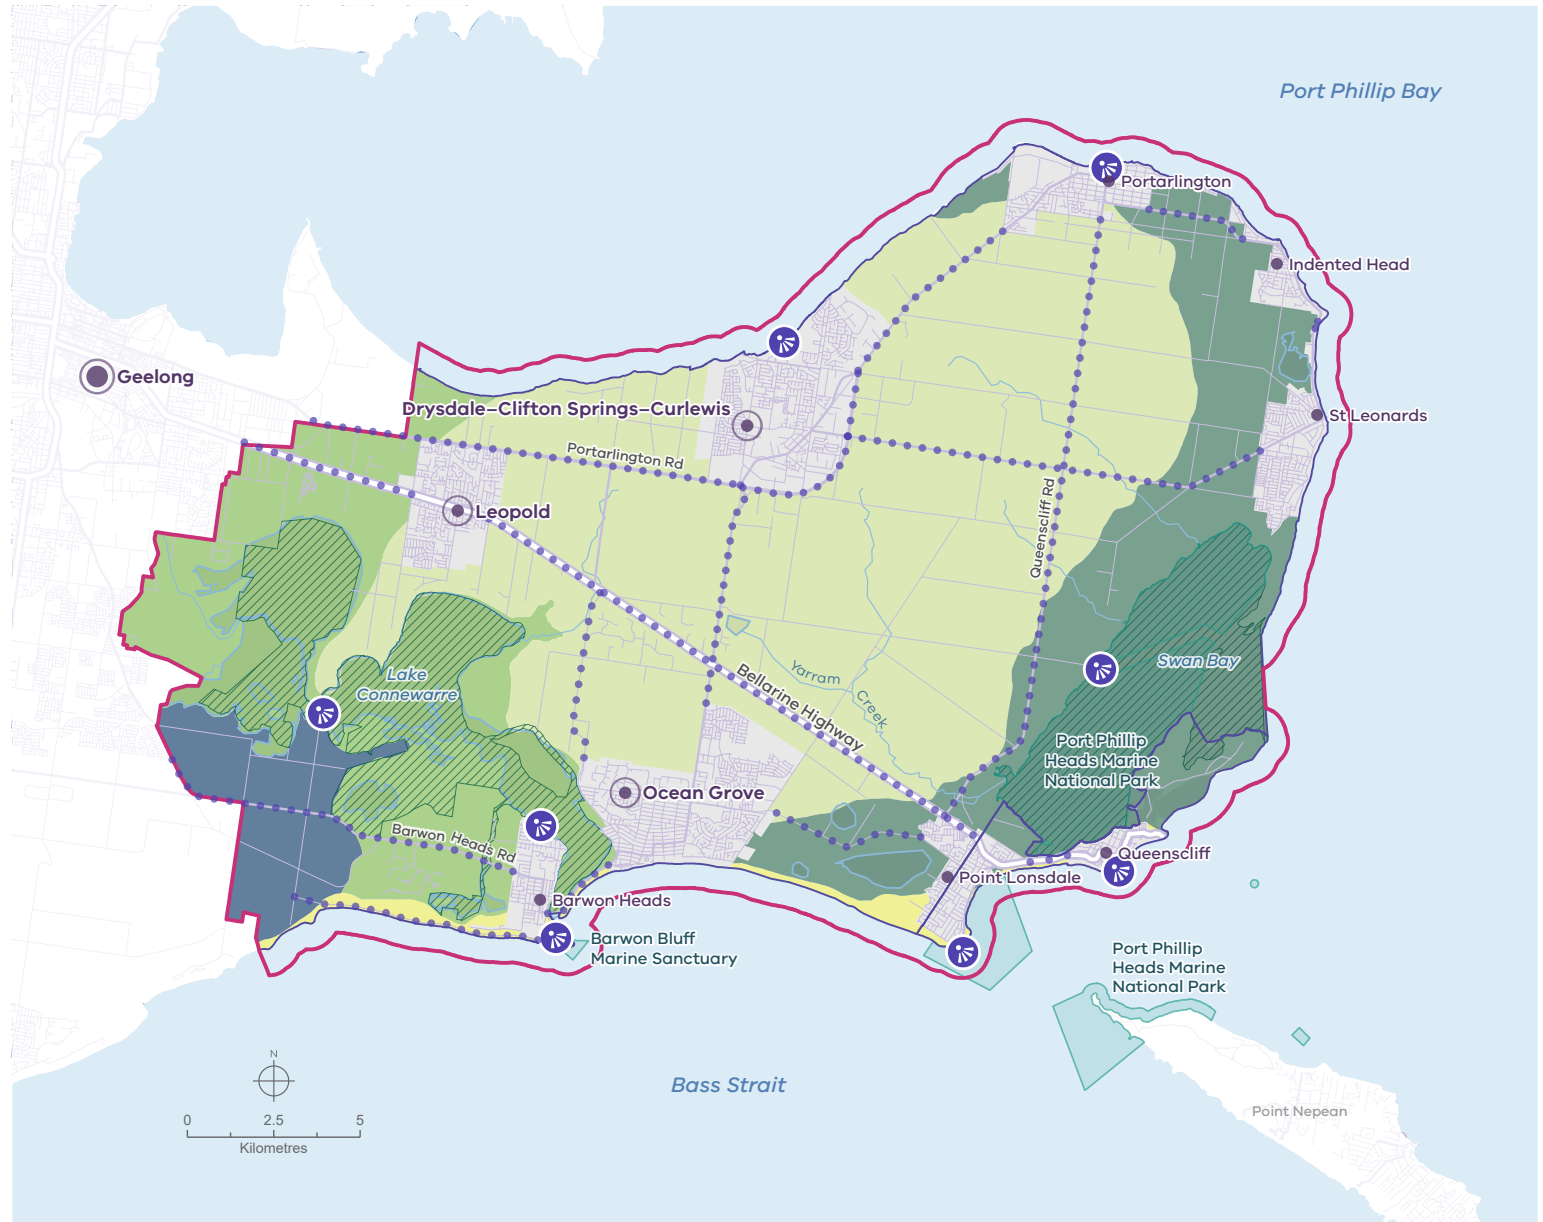 Port Phillip Bay
Portarlington
Indented Head
Geelong
Drysdale–Clifton Springs–Curlewis
St Leonards
Portarlington Rd
Queenscliff Rd
Leopold
Lake
Connewarre
Yarram
Creek
Bellarine Highway
Swan Bay
Port Phillip
Heads Marine
National Park
Ocean Grove
Barwon Heads Rd
Queenscliff
Point Lonsdale
Barwon Heads
Barwon Bluff
Marine Sanctuary
Port Phillip
Heads Marine
National Park
Bass Strait
Point Nepean
N
0 2.5 5
Kilometres